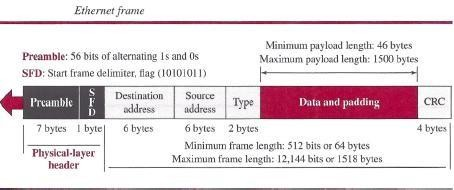 Ethernet frame
Minimum payload length: 46 bytes
Preamble: 56 bits of alternating 1s and 0s
Maximum payload length: 1500 bytes
SFD: Start frame delimiter, flag (10101011)
Preamble
S
F
D
Destination
address
Source
address
Type
Data and padding
CRC
7 bytes
1 byte
6 bytes
6 bytes
2 bytes
4 bytes
Physical-layer
header
Minimum frame length: 512 bits or 64 bytes
Maximum frame length: 12,144 bits or 1518 bytes